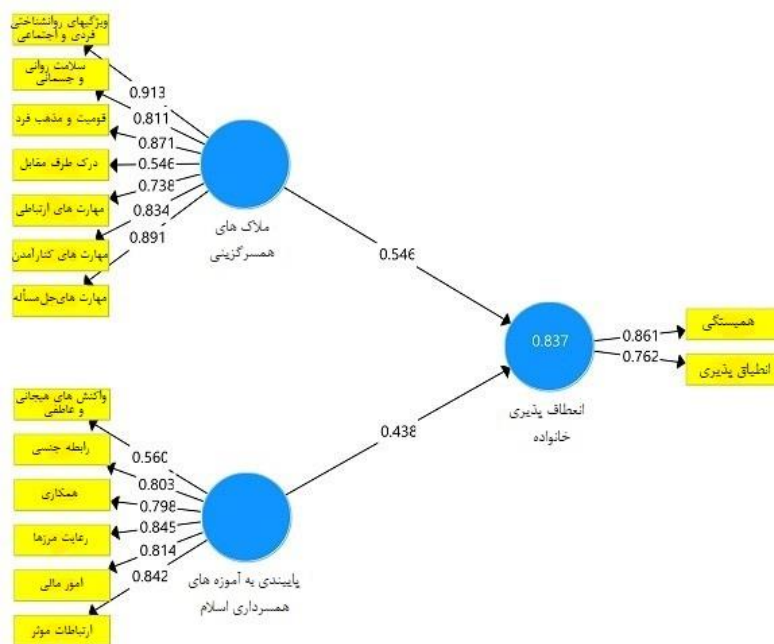 ویژگیهای روانشناختی
فردی و اجتماعی
سلامت روانی
و جسمانی
قومیت و مذهب فرد
درک طرف مقابل
مهارت های ارتباطی
مهارت های کنارآمدن
مهارت های‌حل‌مسأله
0.913
0.811
0.871
0.546
0.738
0.834
0.891
ملاک های
همسرگزینی
0.546
واکنش های هیجانی
و عاطفی
رابطه جنسی
همکاری
رعایت مرزها
امور مالی
ارتباطات موثر
0.560
0.803
0.798
0.845
0.814
0.842
پایبندی به آموزه های
همسرداری اسلام
0.438
0.837
انعطاف پذیری
خانواده
0.861
0.762
همبستگی
انطباق پذیری